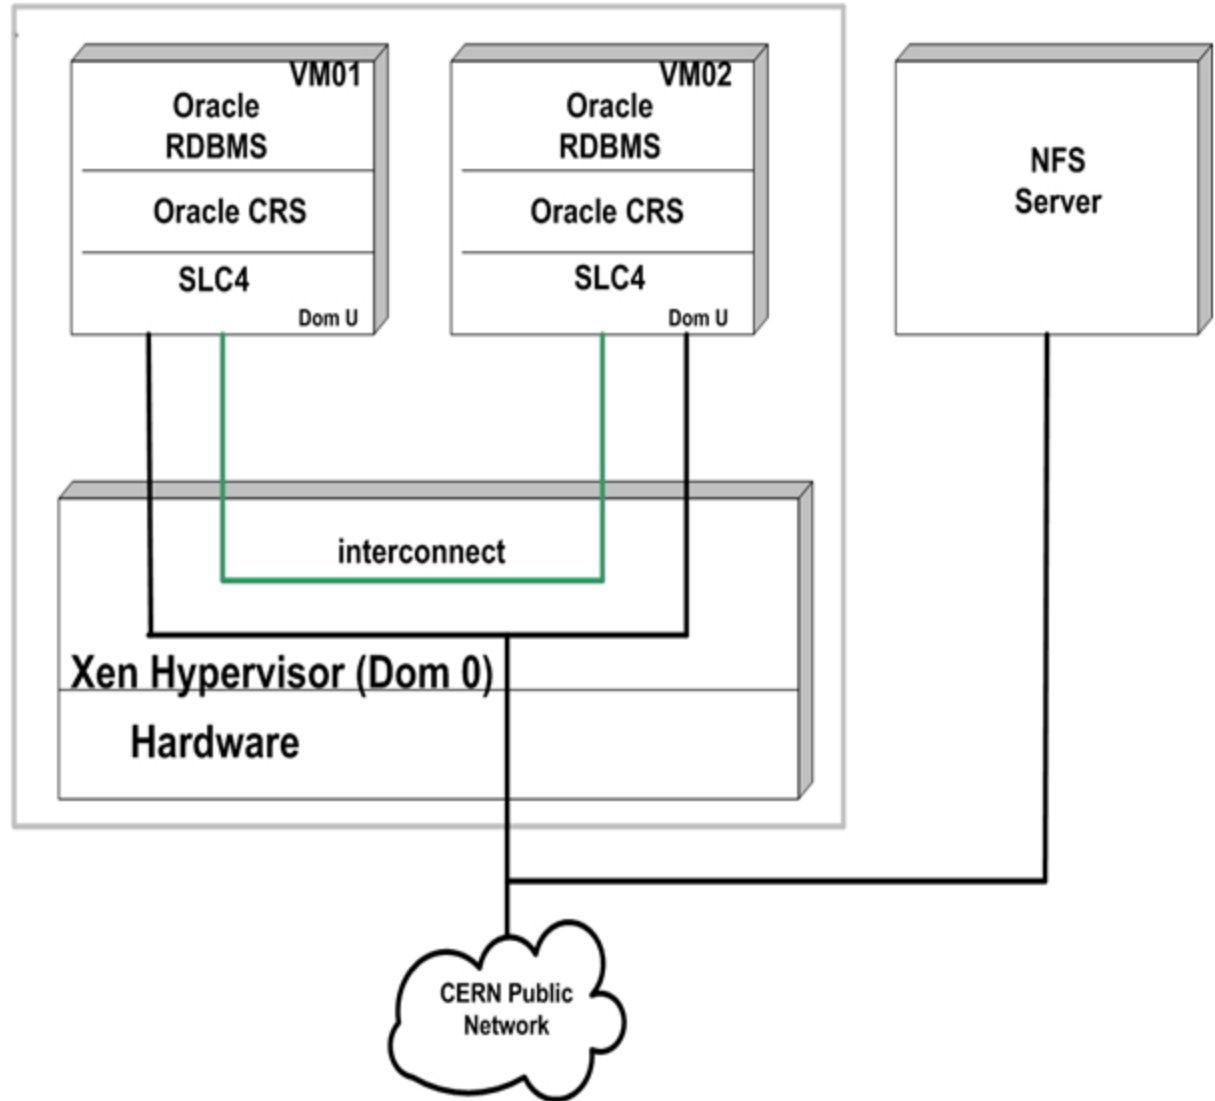 VM01
Oracle
RDBMS
Oracle CRS
SLC4
Dom U
VM02
Oracle
RDBMS
Oracle CRS
SLC4
Dom U
NFS
Server
interconnect
Xen Hypervisor (Dom 0)
Hardware
CERN Public
Network